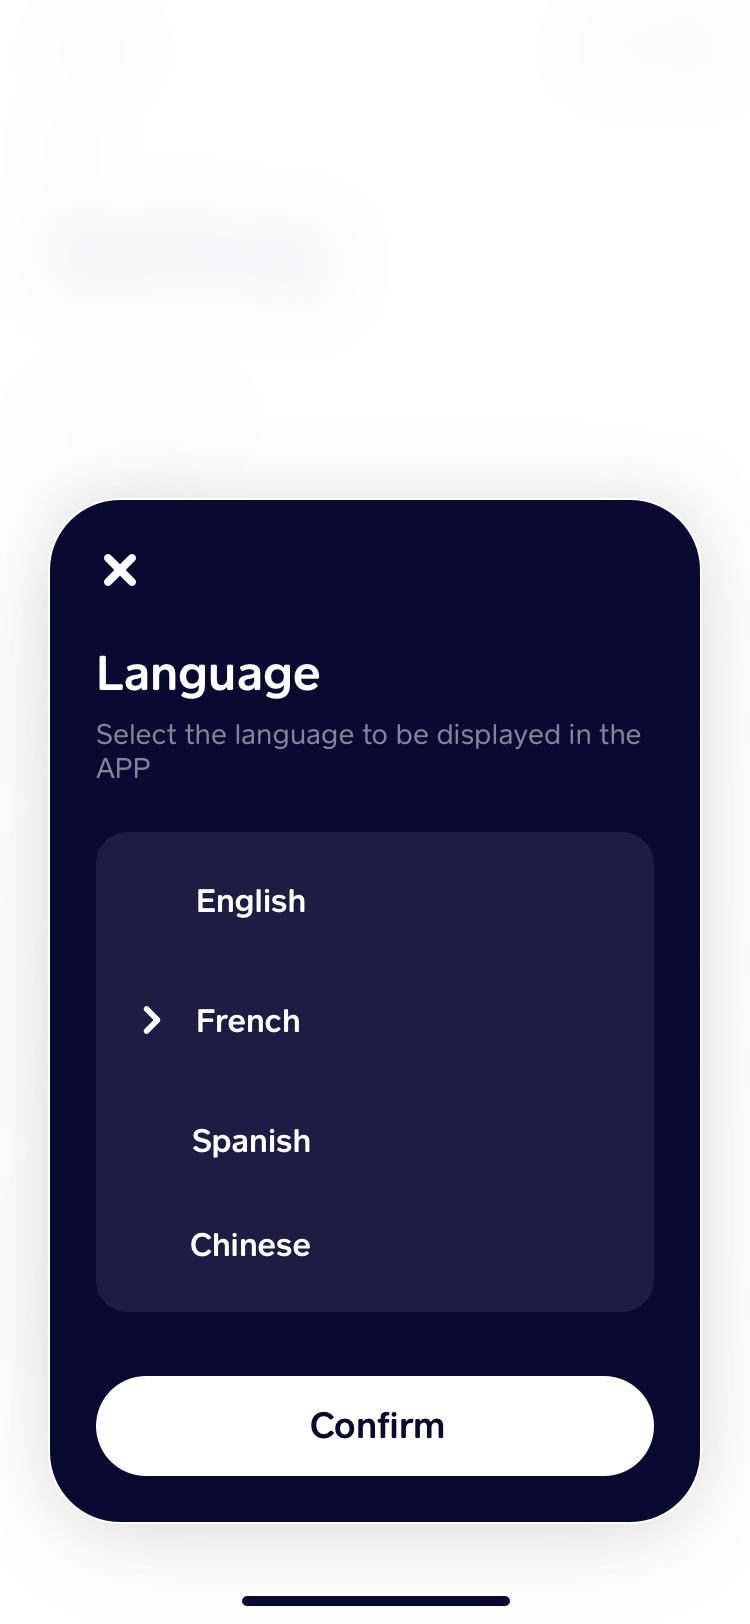 Language
Select the language to be displayed in the
APP
English
French
Spanish
Chinese
Confirm